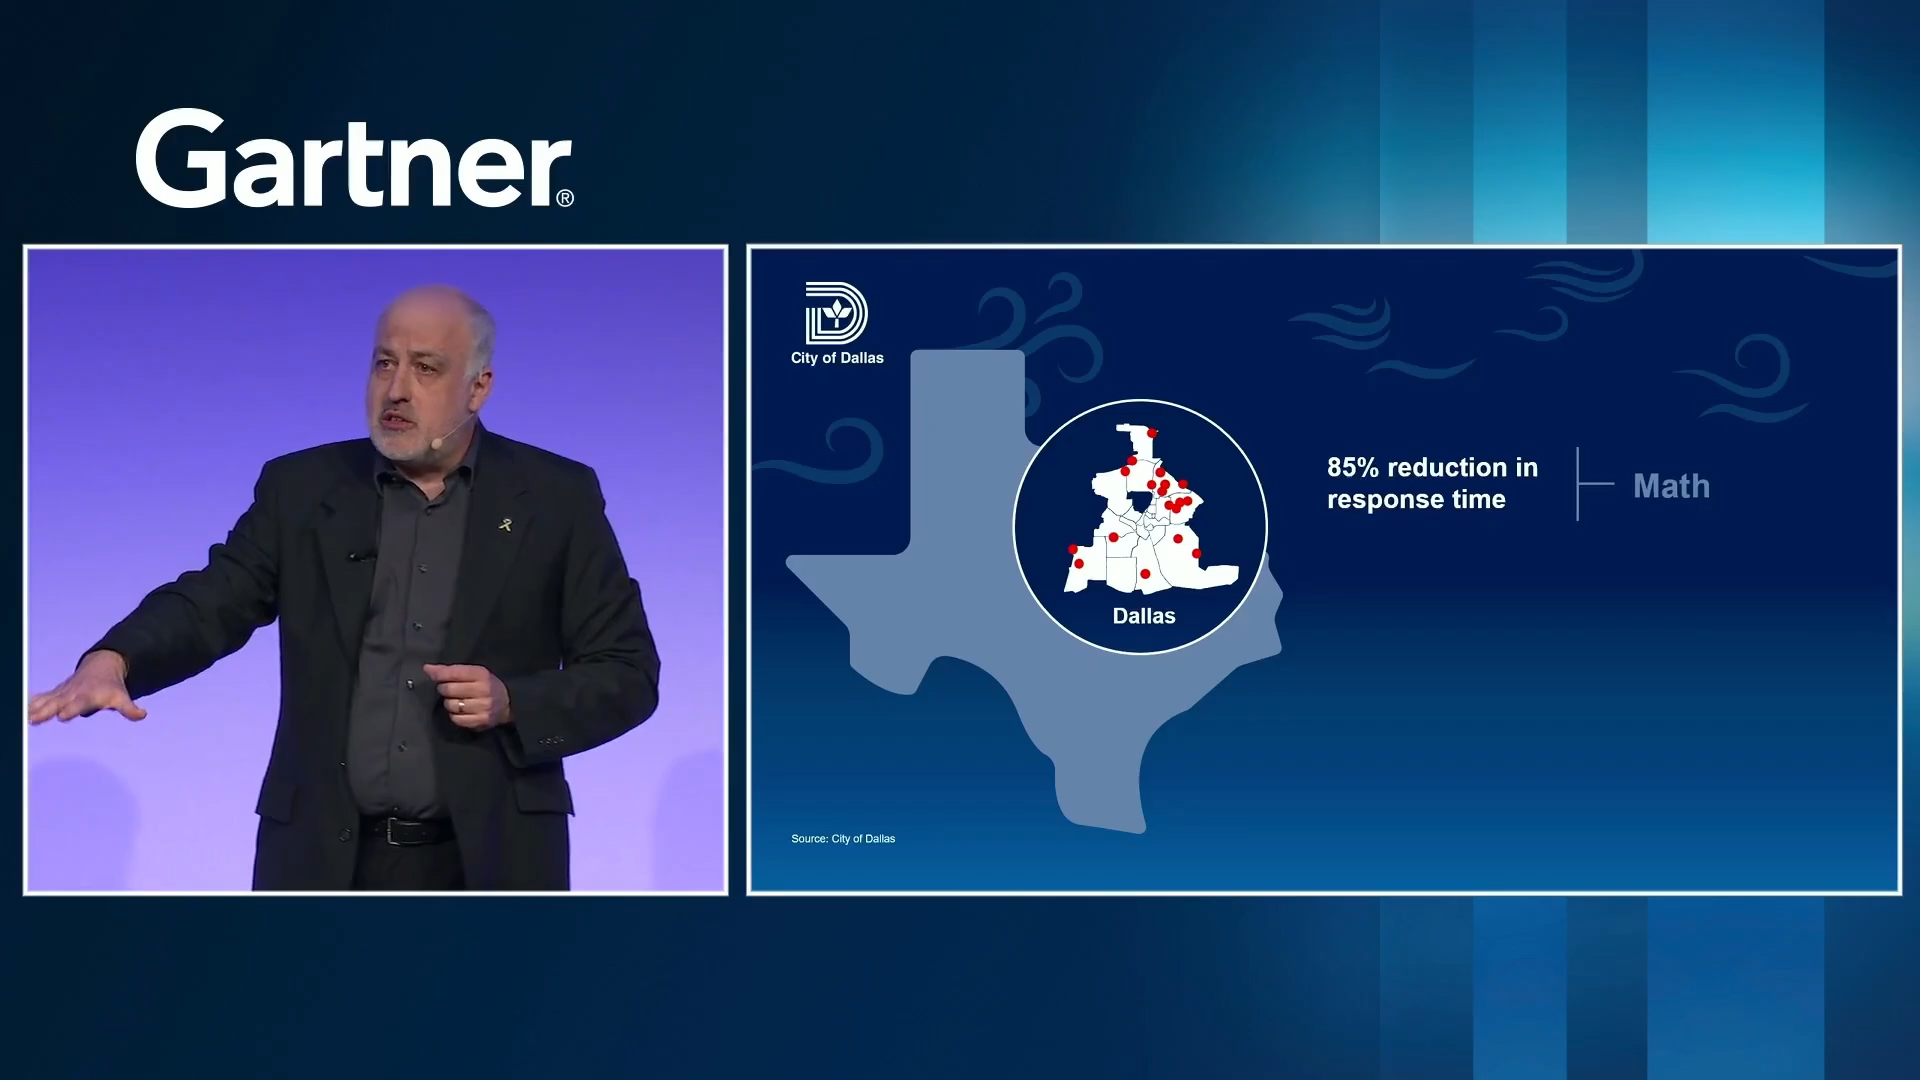 Gartner®
City of Dallas
85% reduction in
response time
Math
Dallas
Source: City of Dallas